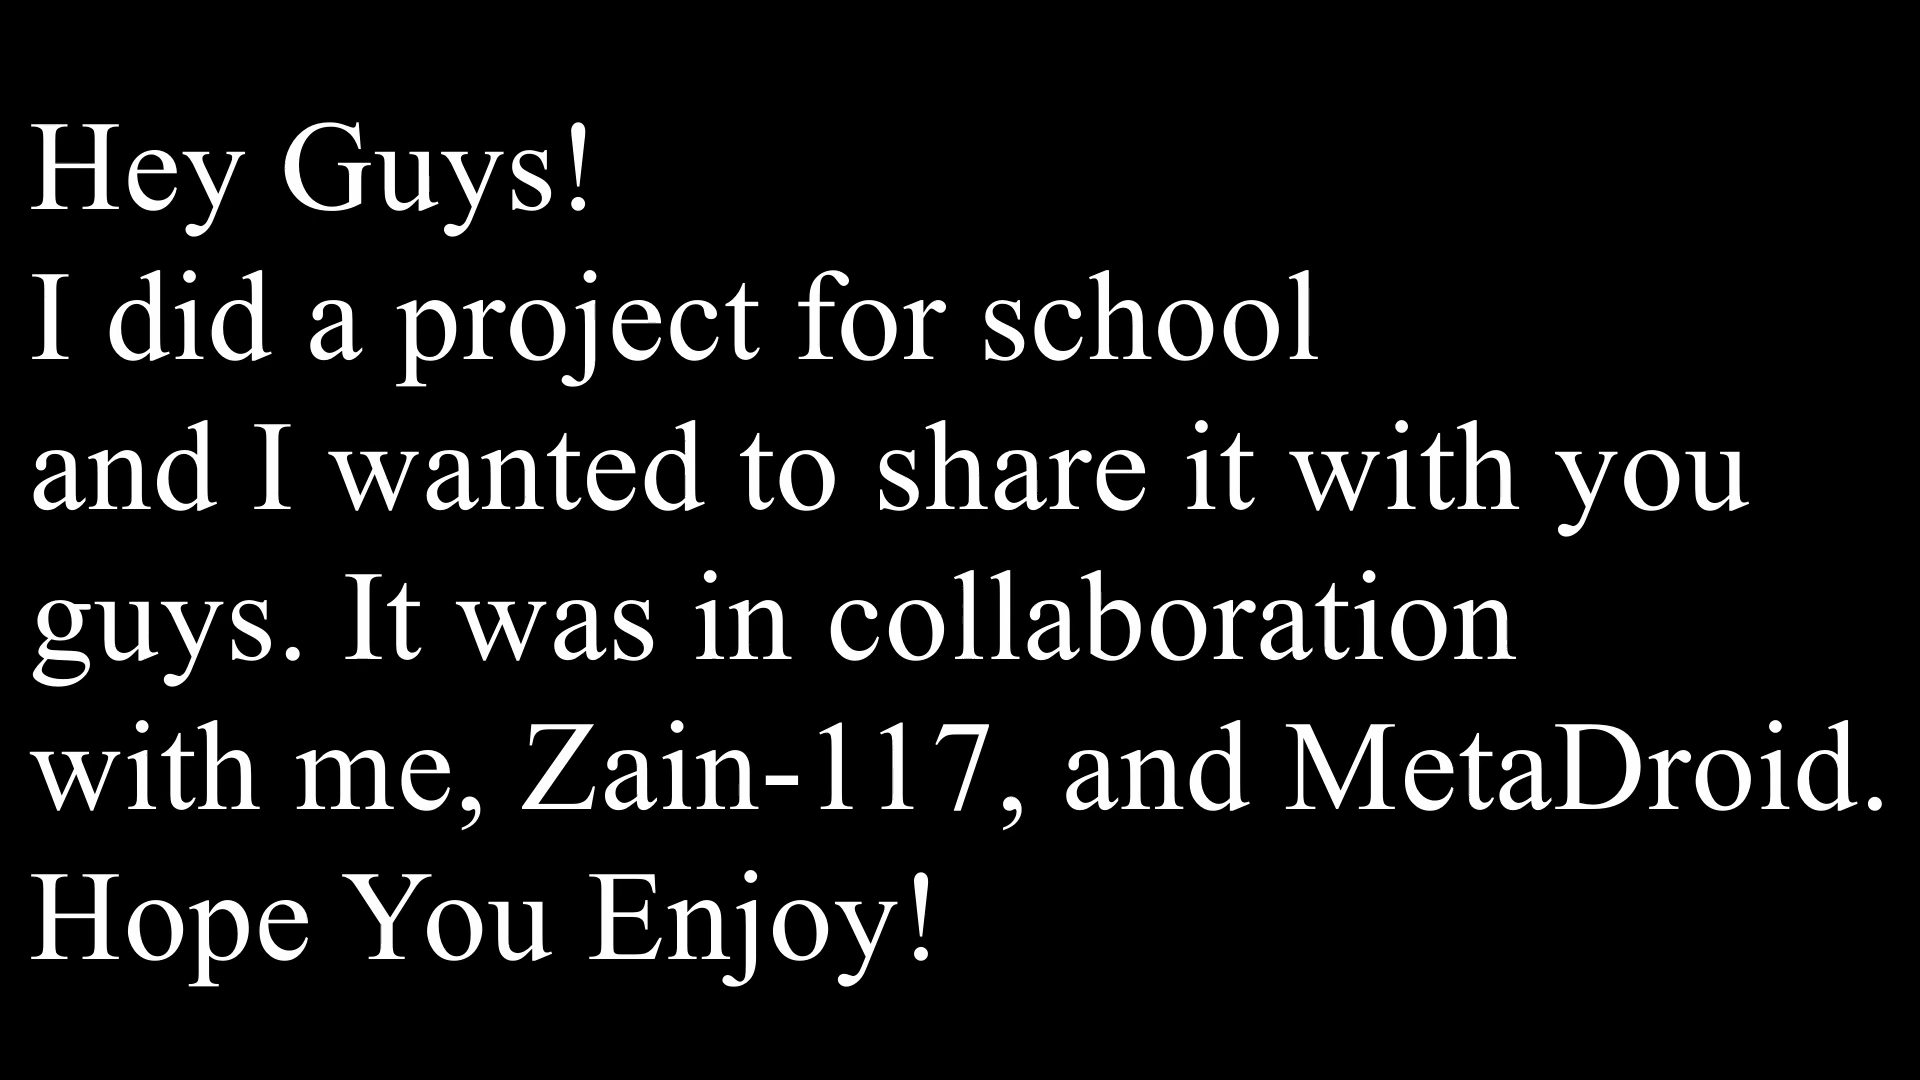 Hey Guys!
I did a project for school
and I wanted to share it with you
guys. It was in collaboration
with me, Zain-117, and MetaDroid.
Hope You Enjoy!